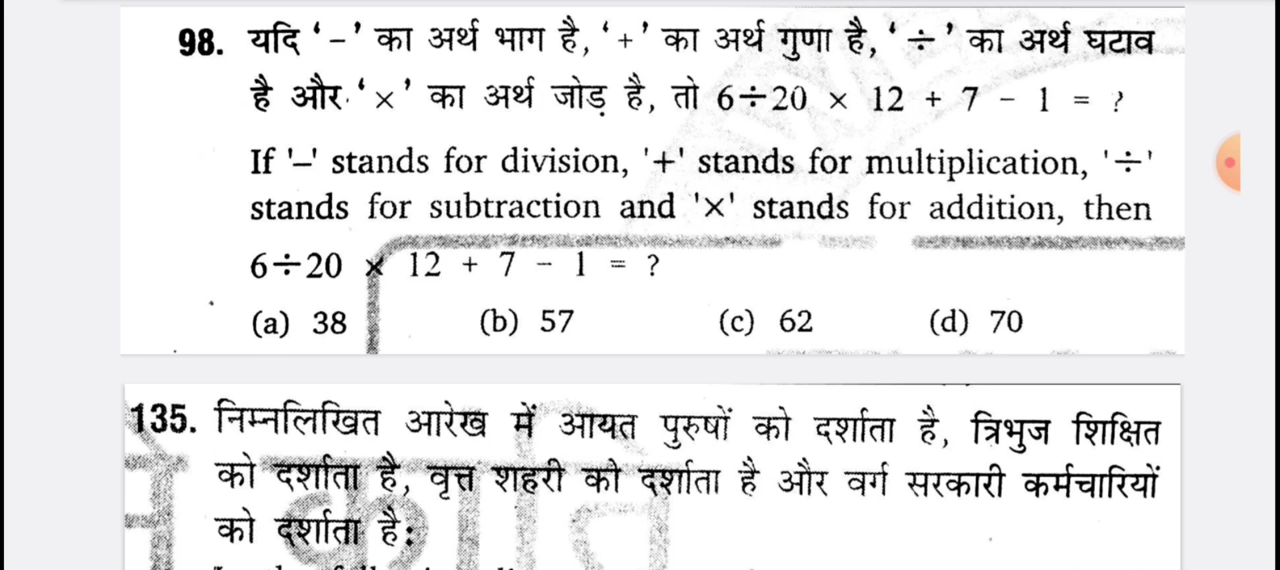 98. यदि ‘–’ का अर्थ भाग है, ‘+’ का अर्थ गुणा है, ‘÷’ का अर्थ घटाव
है और ‘×’ का अर्थ जोड़ है, तो 6÷20 × 12 + 7 – 1 = ?
If '–' stands for division, '+' stands for multiplication, '÷'
stands for subtraction and '×' stands for addition, then
6÷20 × 12 + 7 – 1 = ?
(a) 38 (b) 57 (c) 62 (d) 70
135. निम्नलिखित आरेख में आयत पुरुषों को दर्शाता है, त्रिभुज शिक्षित
को दर्शाता है, वृत्त शहरी को दर्शाता है और वर्ग सरकारी कर्मचारियों
को दर्शाता है: